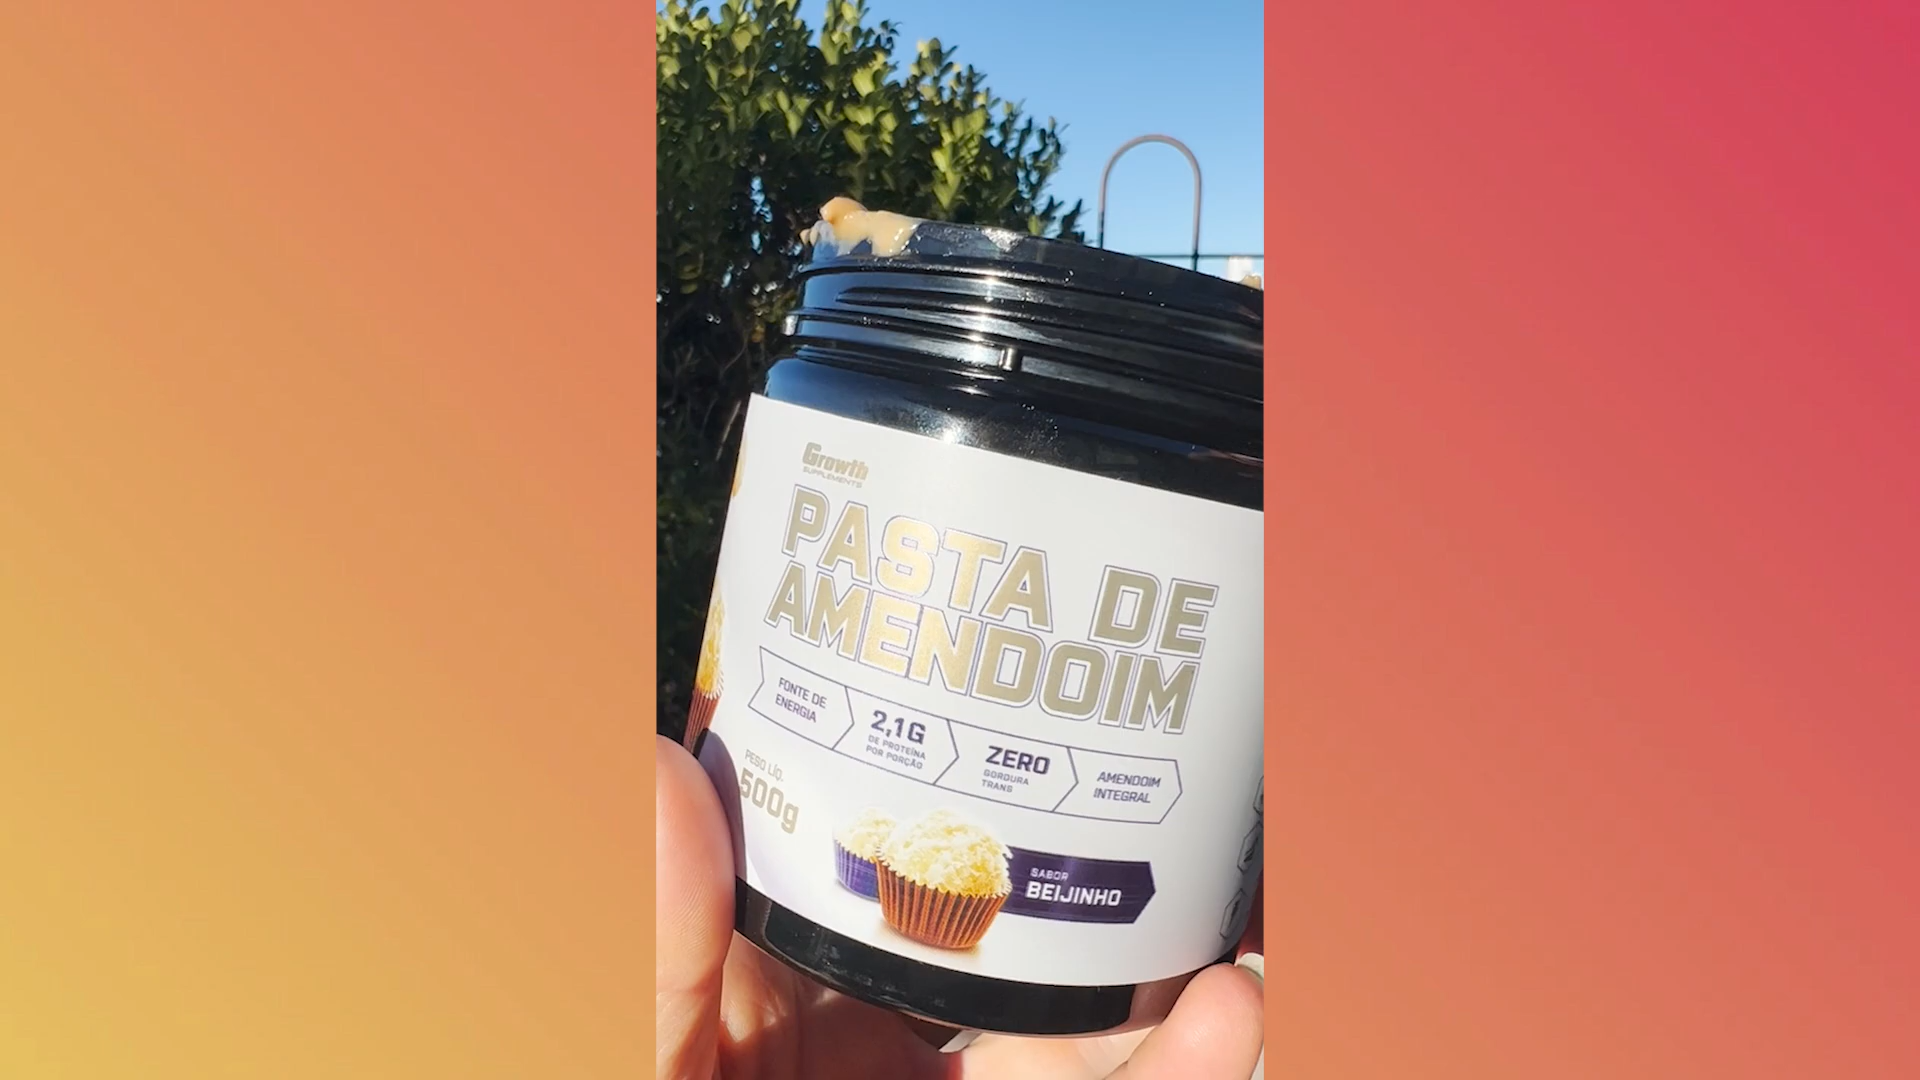 Growth
SUPPLEMENTS
PASTA DE
AMENDOIM
FONTE DE
ENERGIA
2,1G
DE PROTEÍNA
POR PORÇÃO
ZERO
GORDURA
TRANS
AMENDOIM
INTEGRAL
PESO LÍQ.
500g
SABOR
BEIJINHO